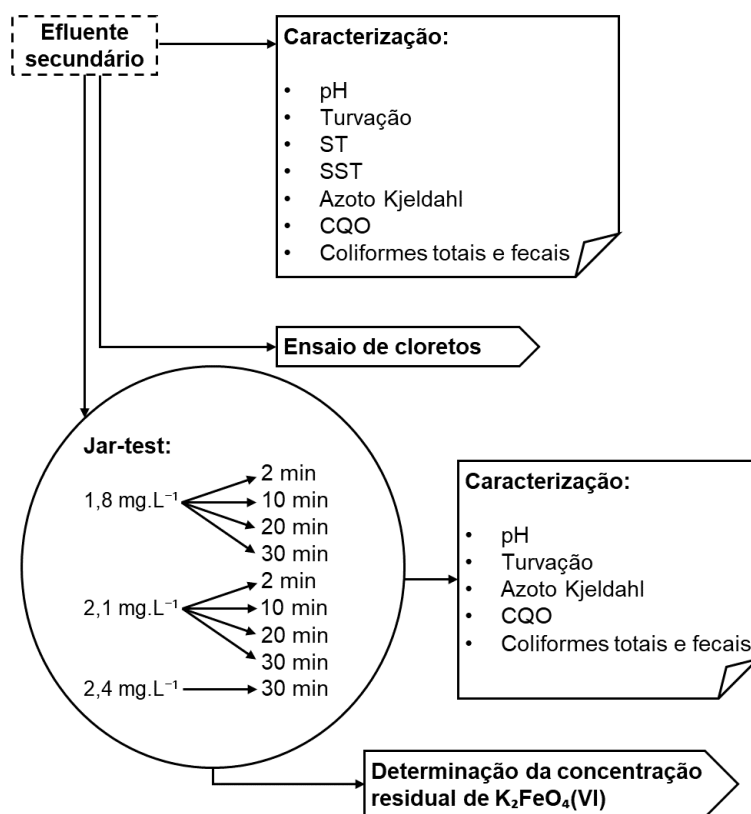 Efluente
secundário
Caracterização:
• pH
• Turvação
• ST
• SST
• Azoto Kjeldahl
• CQO
• Coliformes totais e fecais
Ensaio de cloretos
Jar-test:
1,8 mg.L⁻¹
2 min
10 min
20 min
30 min
2,1 mg.L⁻¹
2 min
10 min
20 min
30 min
2,4 mg.L⁻¹
30 min
Caracterização:
• pH
• Turvação
• Azoto Kjeldahl
• CQO
• Coliformes totais e fecais
Determinação da concentração
residual de K₂FeO₄(VI)